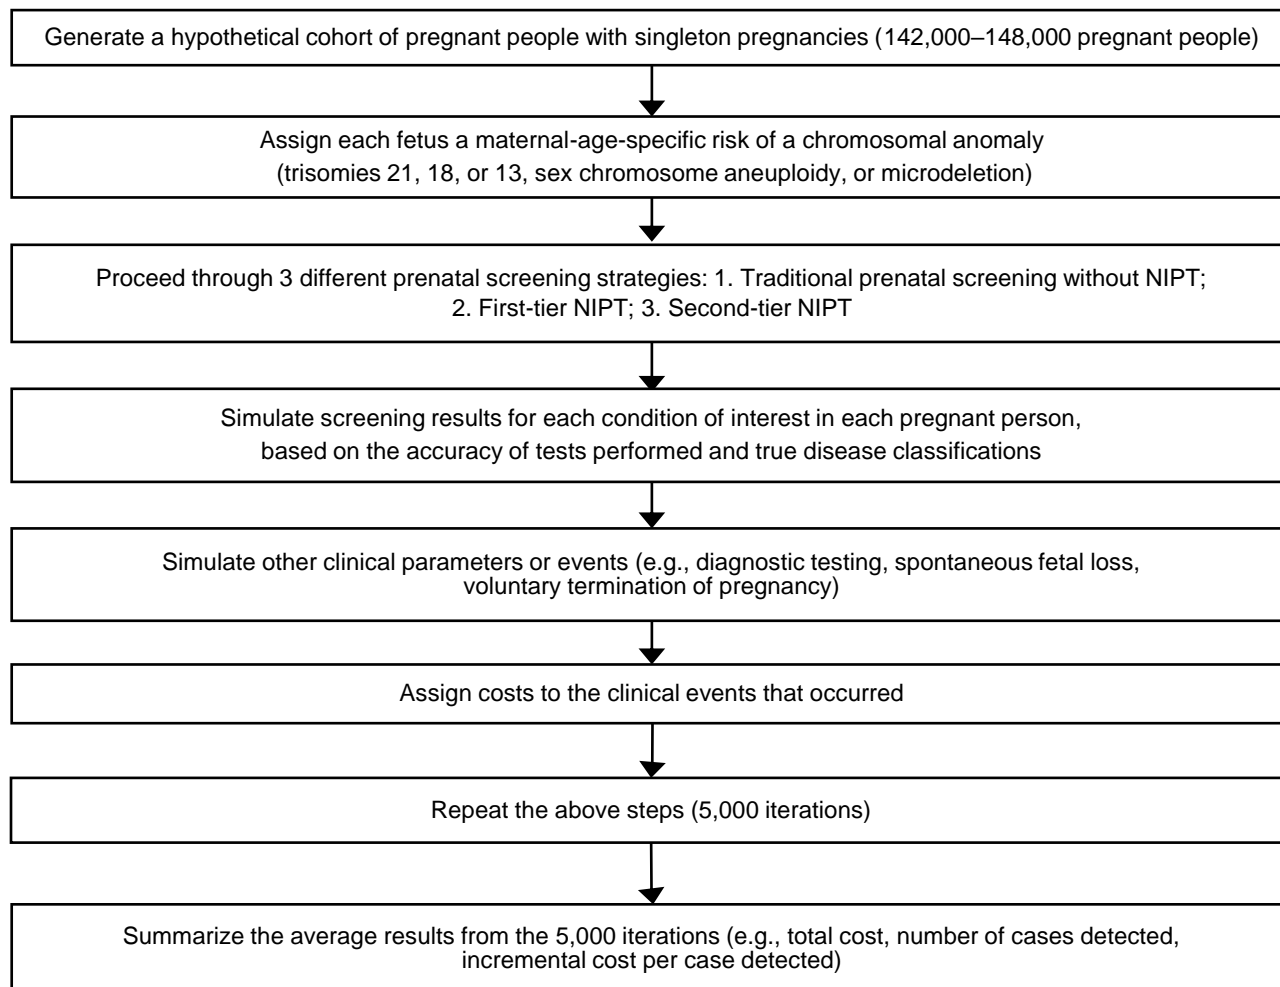 Generate a hypothetical cohort of pregnant people with singleton pregnancies (142,000–148,000 pregnant people)
Assign each fetus a maternal-age-specific risk of a chromosomal anomaly
(trisomies 21, 18, or 13, sex chromosome aneuploidy, or microdeletion)
Proceed through 3 different prenatal screening strategies: 1. Traditional prenatal screening without NIPT;
2. First-tier NIPT; 3. Second-tier NIPT
Simulate screening results for each condition of interest in each pregnant person,
based on the accuracy of tests performed and true disease classifications
Simulate other clinical parameters or events (e.g., diagnostic testing, spontaneous fetal loss,
voluntary termination of pregnancy)
Assign costs to the clinical events that occurred
Repeat the above steps (5,000 iterations)
Summarize the average results from the 5,000 iterations (e.g., total cost, number of cases detected,
incremental cost per case detected)